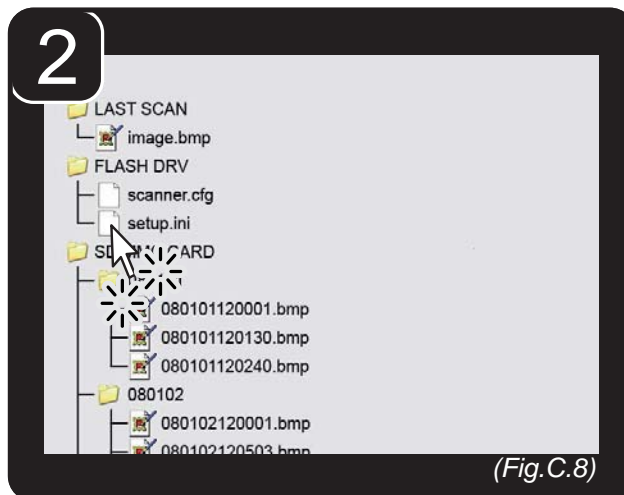 2
LAST SCAN
image.bmp
FLASH DRV
scanner.cfg
setup.ini
CARD
080101120001.bmp
080101120130.bmp
080101120240.bmp
080102
080102120001.bmp
080102120503.bmp
(Fig.C.8)